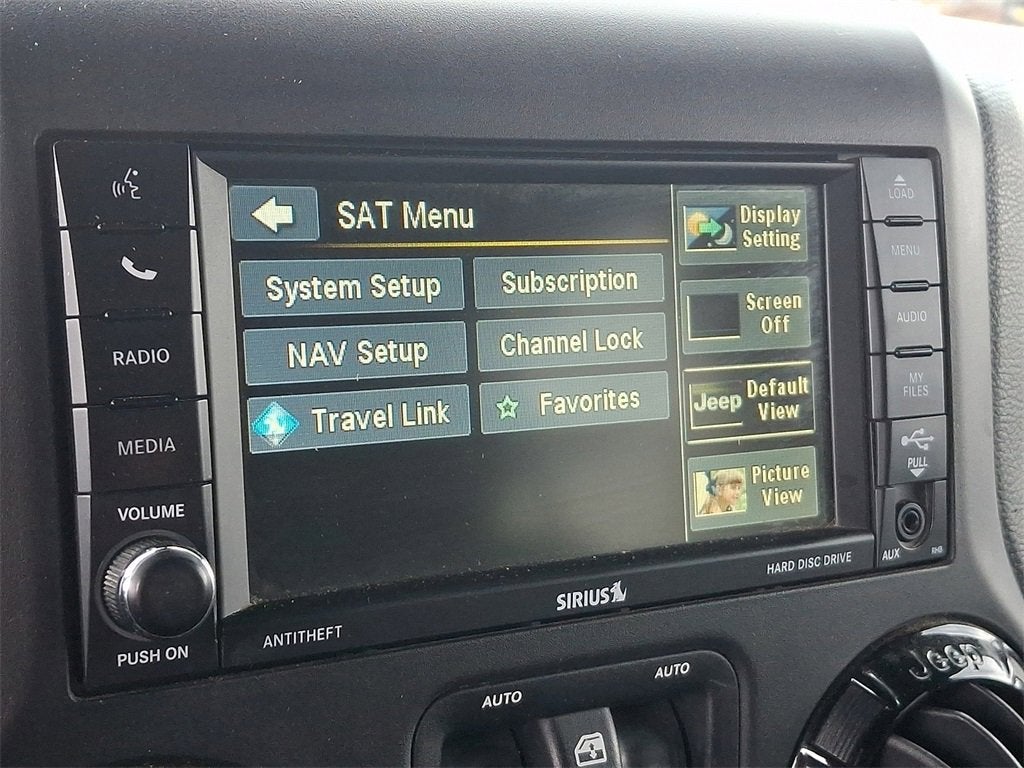 RADIO
MEDIA
VOLUME
PUSH ON
SAT Menu
System Setup
Subscription
NAV Setup
Channel Lock
Travel Link
Favorites
Display
Setting
Screen
Off
Jeep
Default
View
Picture
View
LOAD
MENU
AUDIO
MY
FILES
PULL
AUX
RHB
HARD DISC DRIVE
SIRIUS
ANTITHEFT
AUTO
AUTO
Jeep